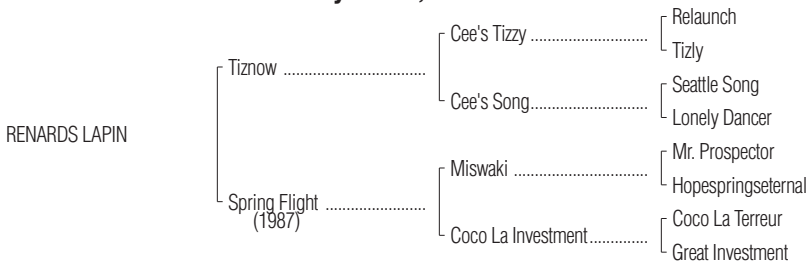 Relaunch
Cee's Tizzy
Tizly
Tiznow
Seattle Song
Cee's Song
Lonely Dancer
RENARDS LAPIN
Mr. Prospector
Miswaki
Hopespringseternal
Spring Flight
(1987)
Coco La Terreur
Coco La Investment
Great Investment